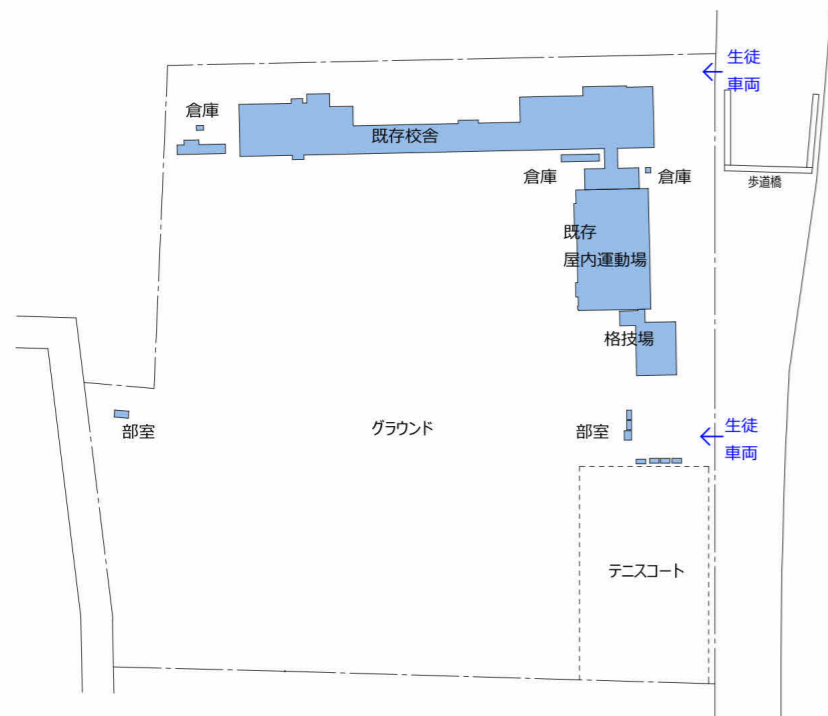 生徒
車両
倉庫
既存校舎
倉庫
倉庫
歩道橋
既存
屋内運動場
格技場
部室
グラウンド
部室
生徒
車両
テニスコート